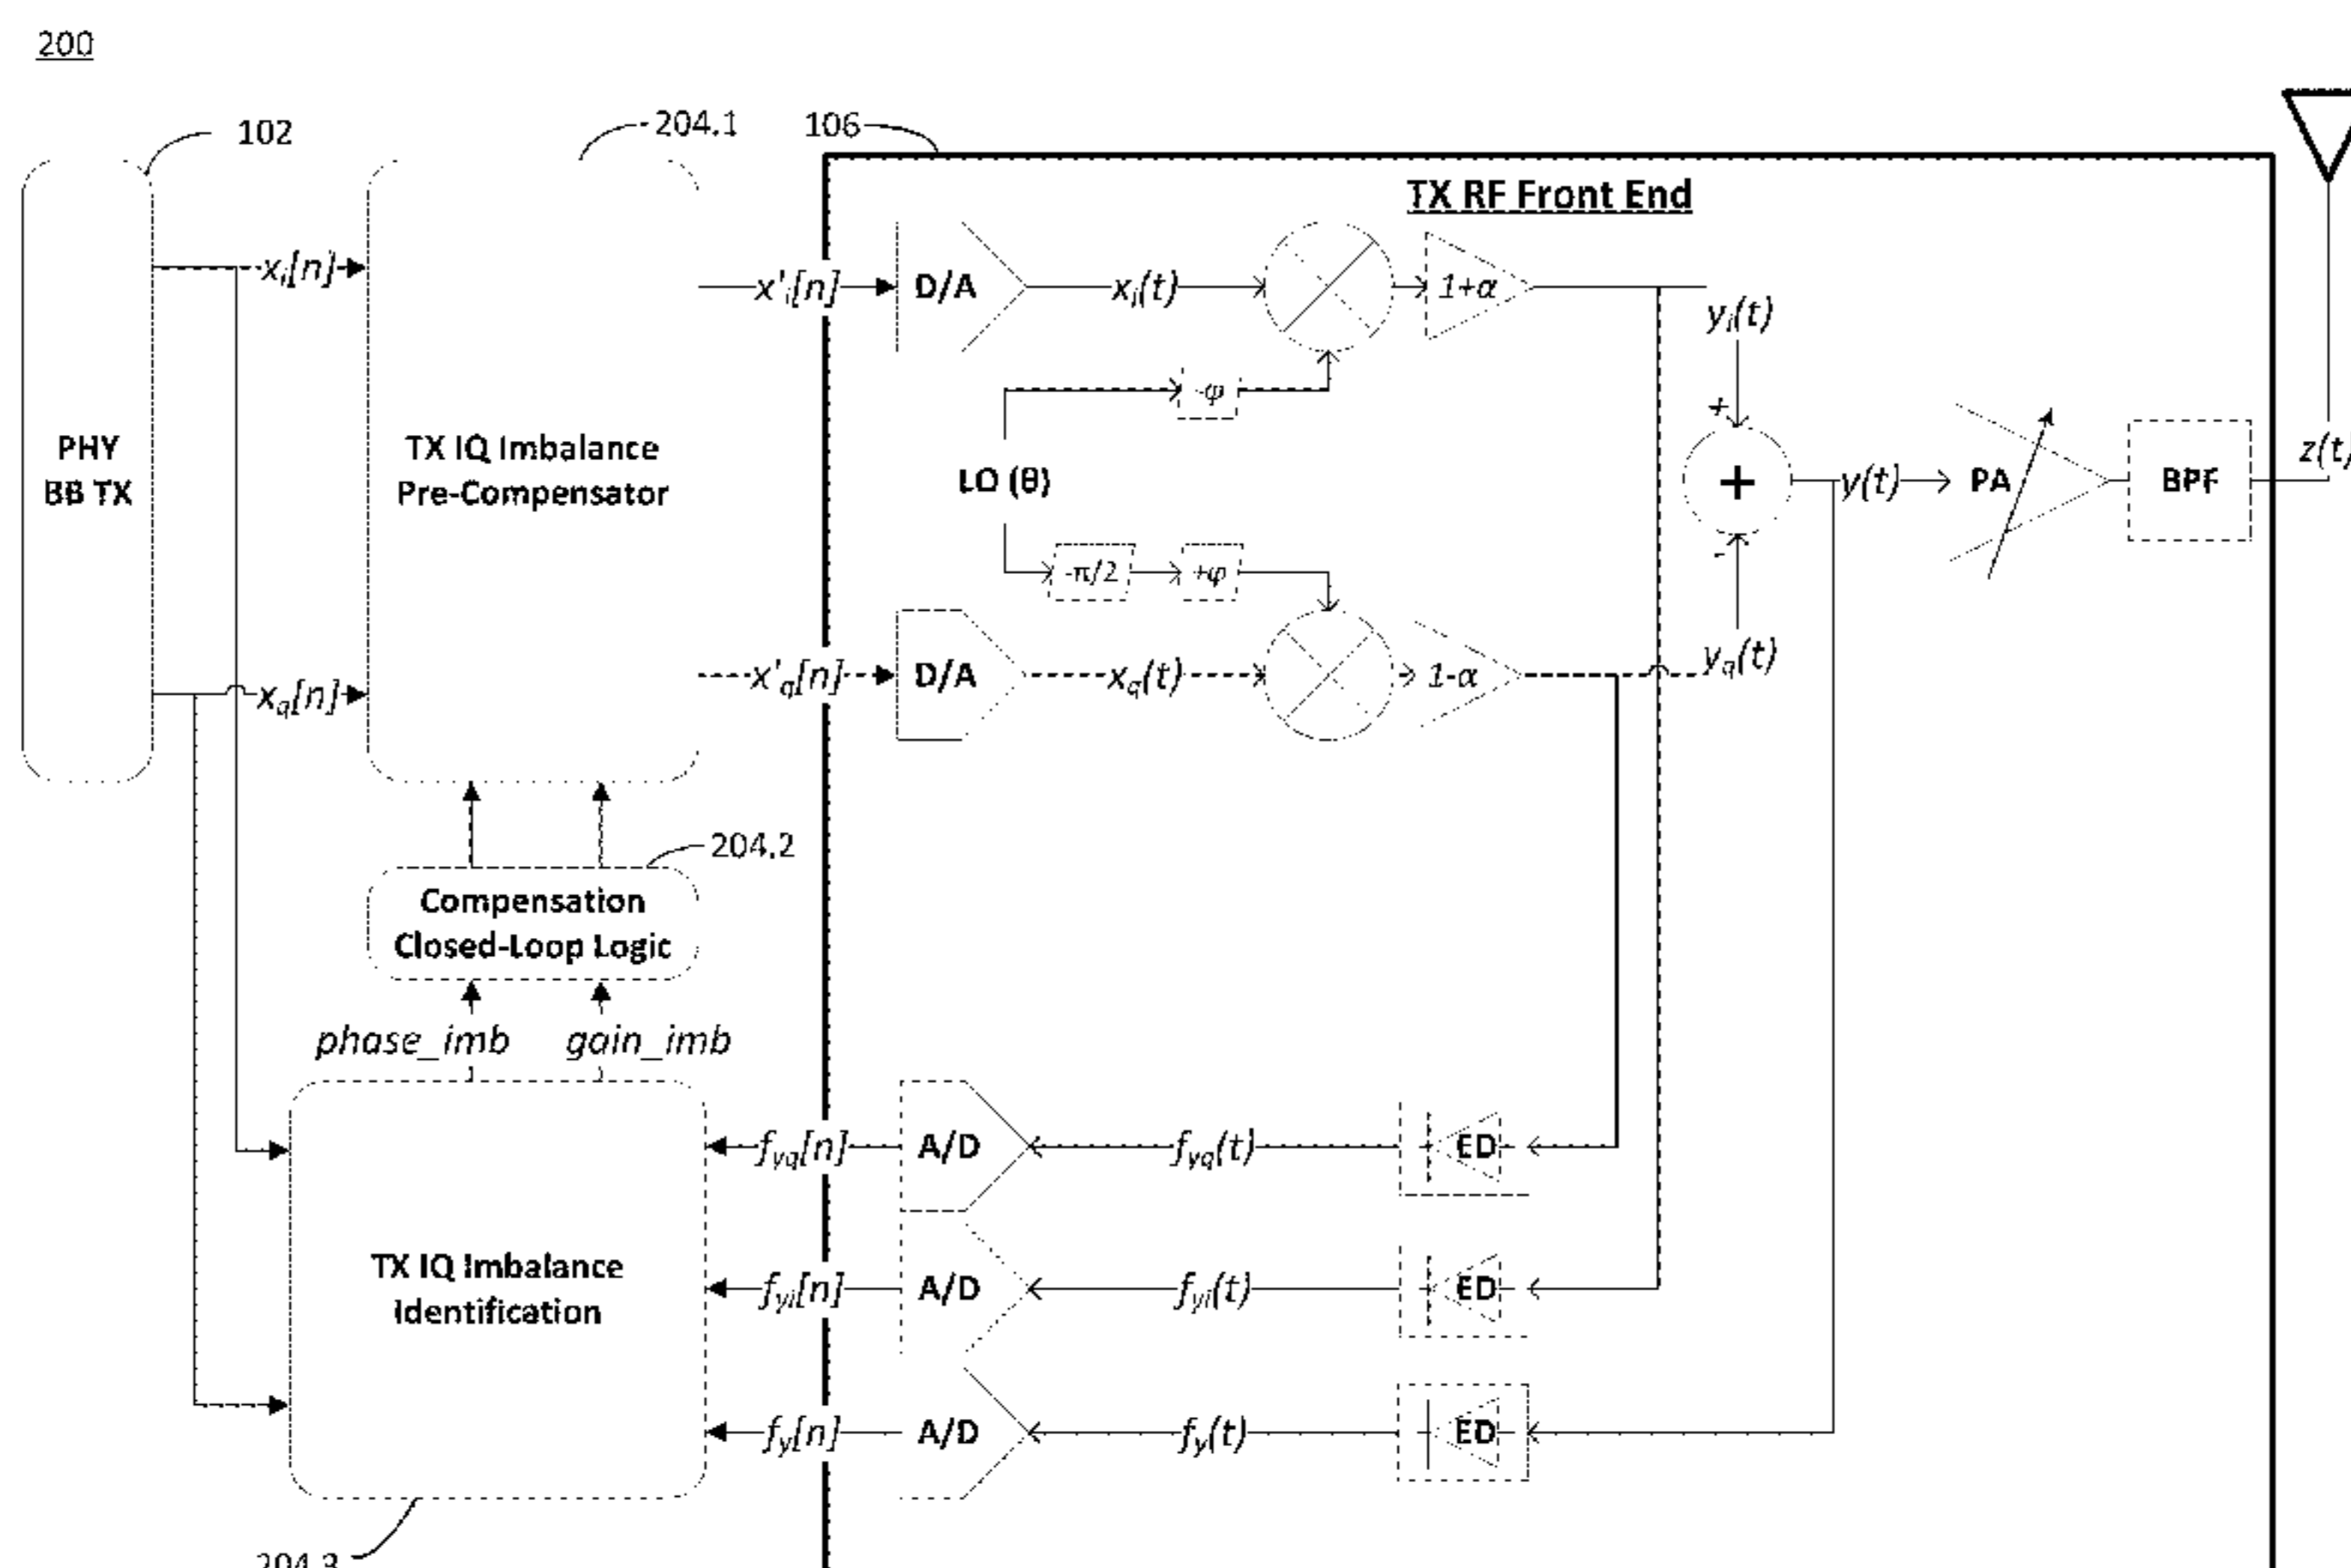 200
102
204.1
106
TX RF Front End
xi[n]
x'i[n]
D/A
xi(t)
1+α
yi(t)
-φ
+
PHY
BB TX
TX IQ Imbalance
Pre-Compensator
LO (θ)
+
y(t)
PA
BPF
z(t)
-π/2
+φ
-
xq[n]
x'q[n]
D/A
xq(t)
1-α
yq(t)
204.2
Compensation
Closed-Loop Logic
phase_imb
gain_imb
fyq[n]
A/D
fyq(t)
ED
TX IQ Imbalance
Identification
fyi[n]
A/D
fyi(t)
ED
fy[n]
A/D
fy(t)
ED
204.3